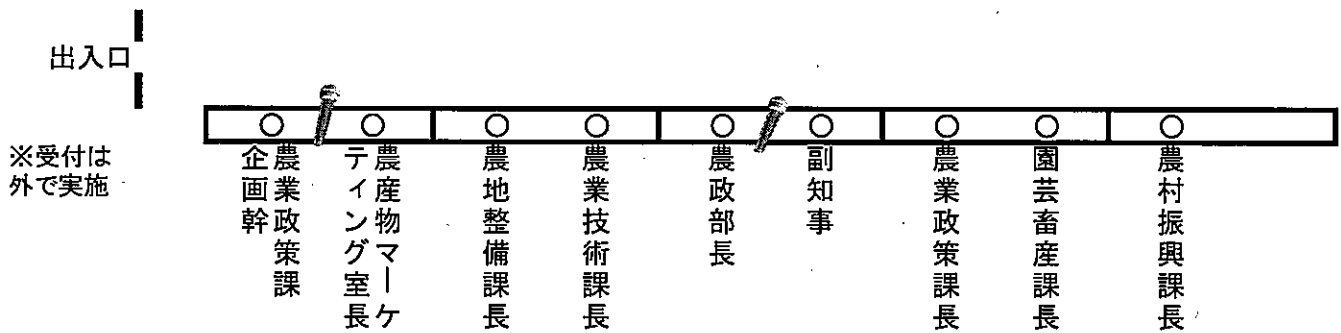 出入口
※受付は
外で実施
農業政策課
企画幹
農産物マーケ
ティング室長
農地整備課長
農業技術課長
農政部長
副知事
農業政策課長
園芸畜産課長
農村振興課長